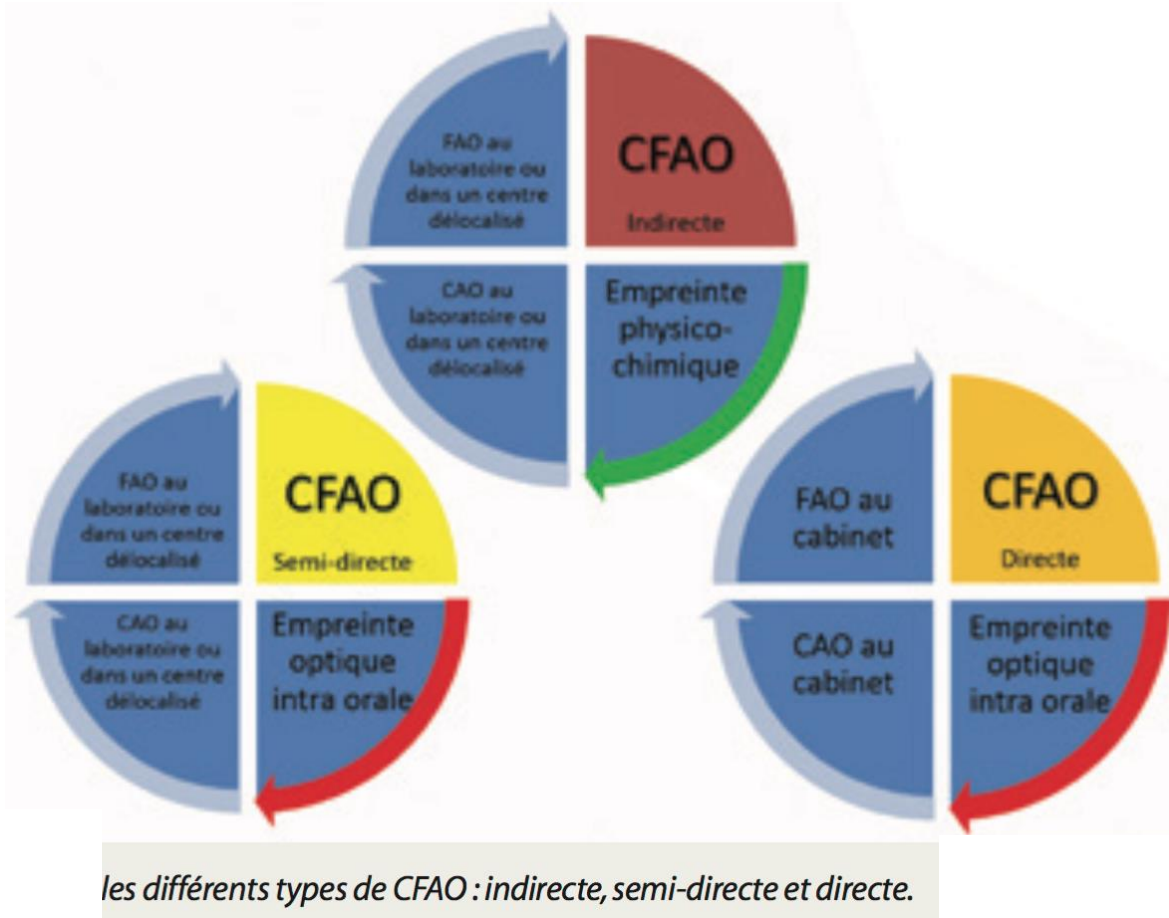 FAO au
laboratoire ou
dans un centre
délocalisé
CFAO
Indirecte
CAO au
laboratoire ou
dans un centre
délocalisé
Empreinte
physico-
chimique
FAO au
laboratoire ou
dans un centre
délocalisé
CFAO
Semi-directe
CAO au
laboratoire ou
dans un centre
délocalisé
Empreinte
optique
intra orale
FAO au
cabinet
CFAO
Directe
CAO au
cabinet
Empreinte
optique
intra orale
les différents types de CFAO : indirecte, semi-directe et directe.